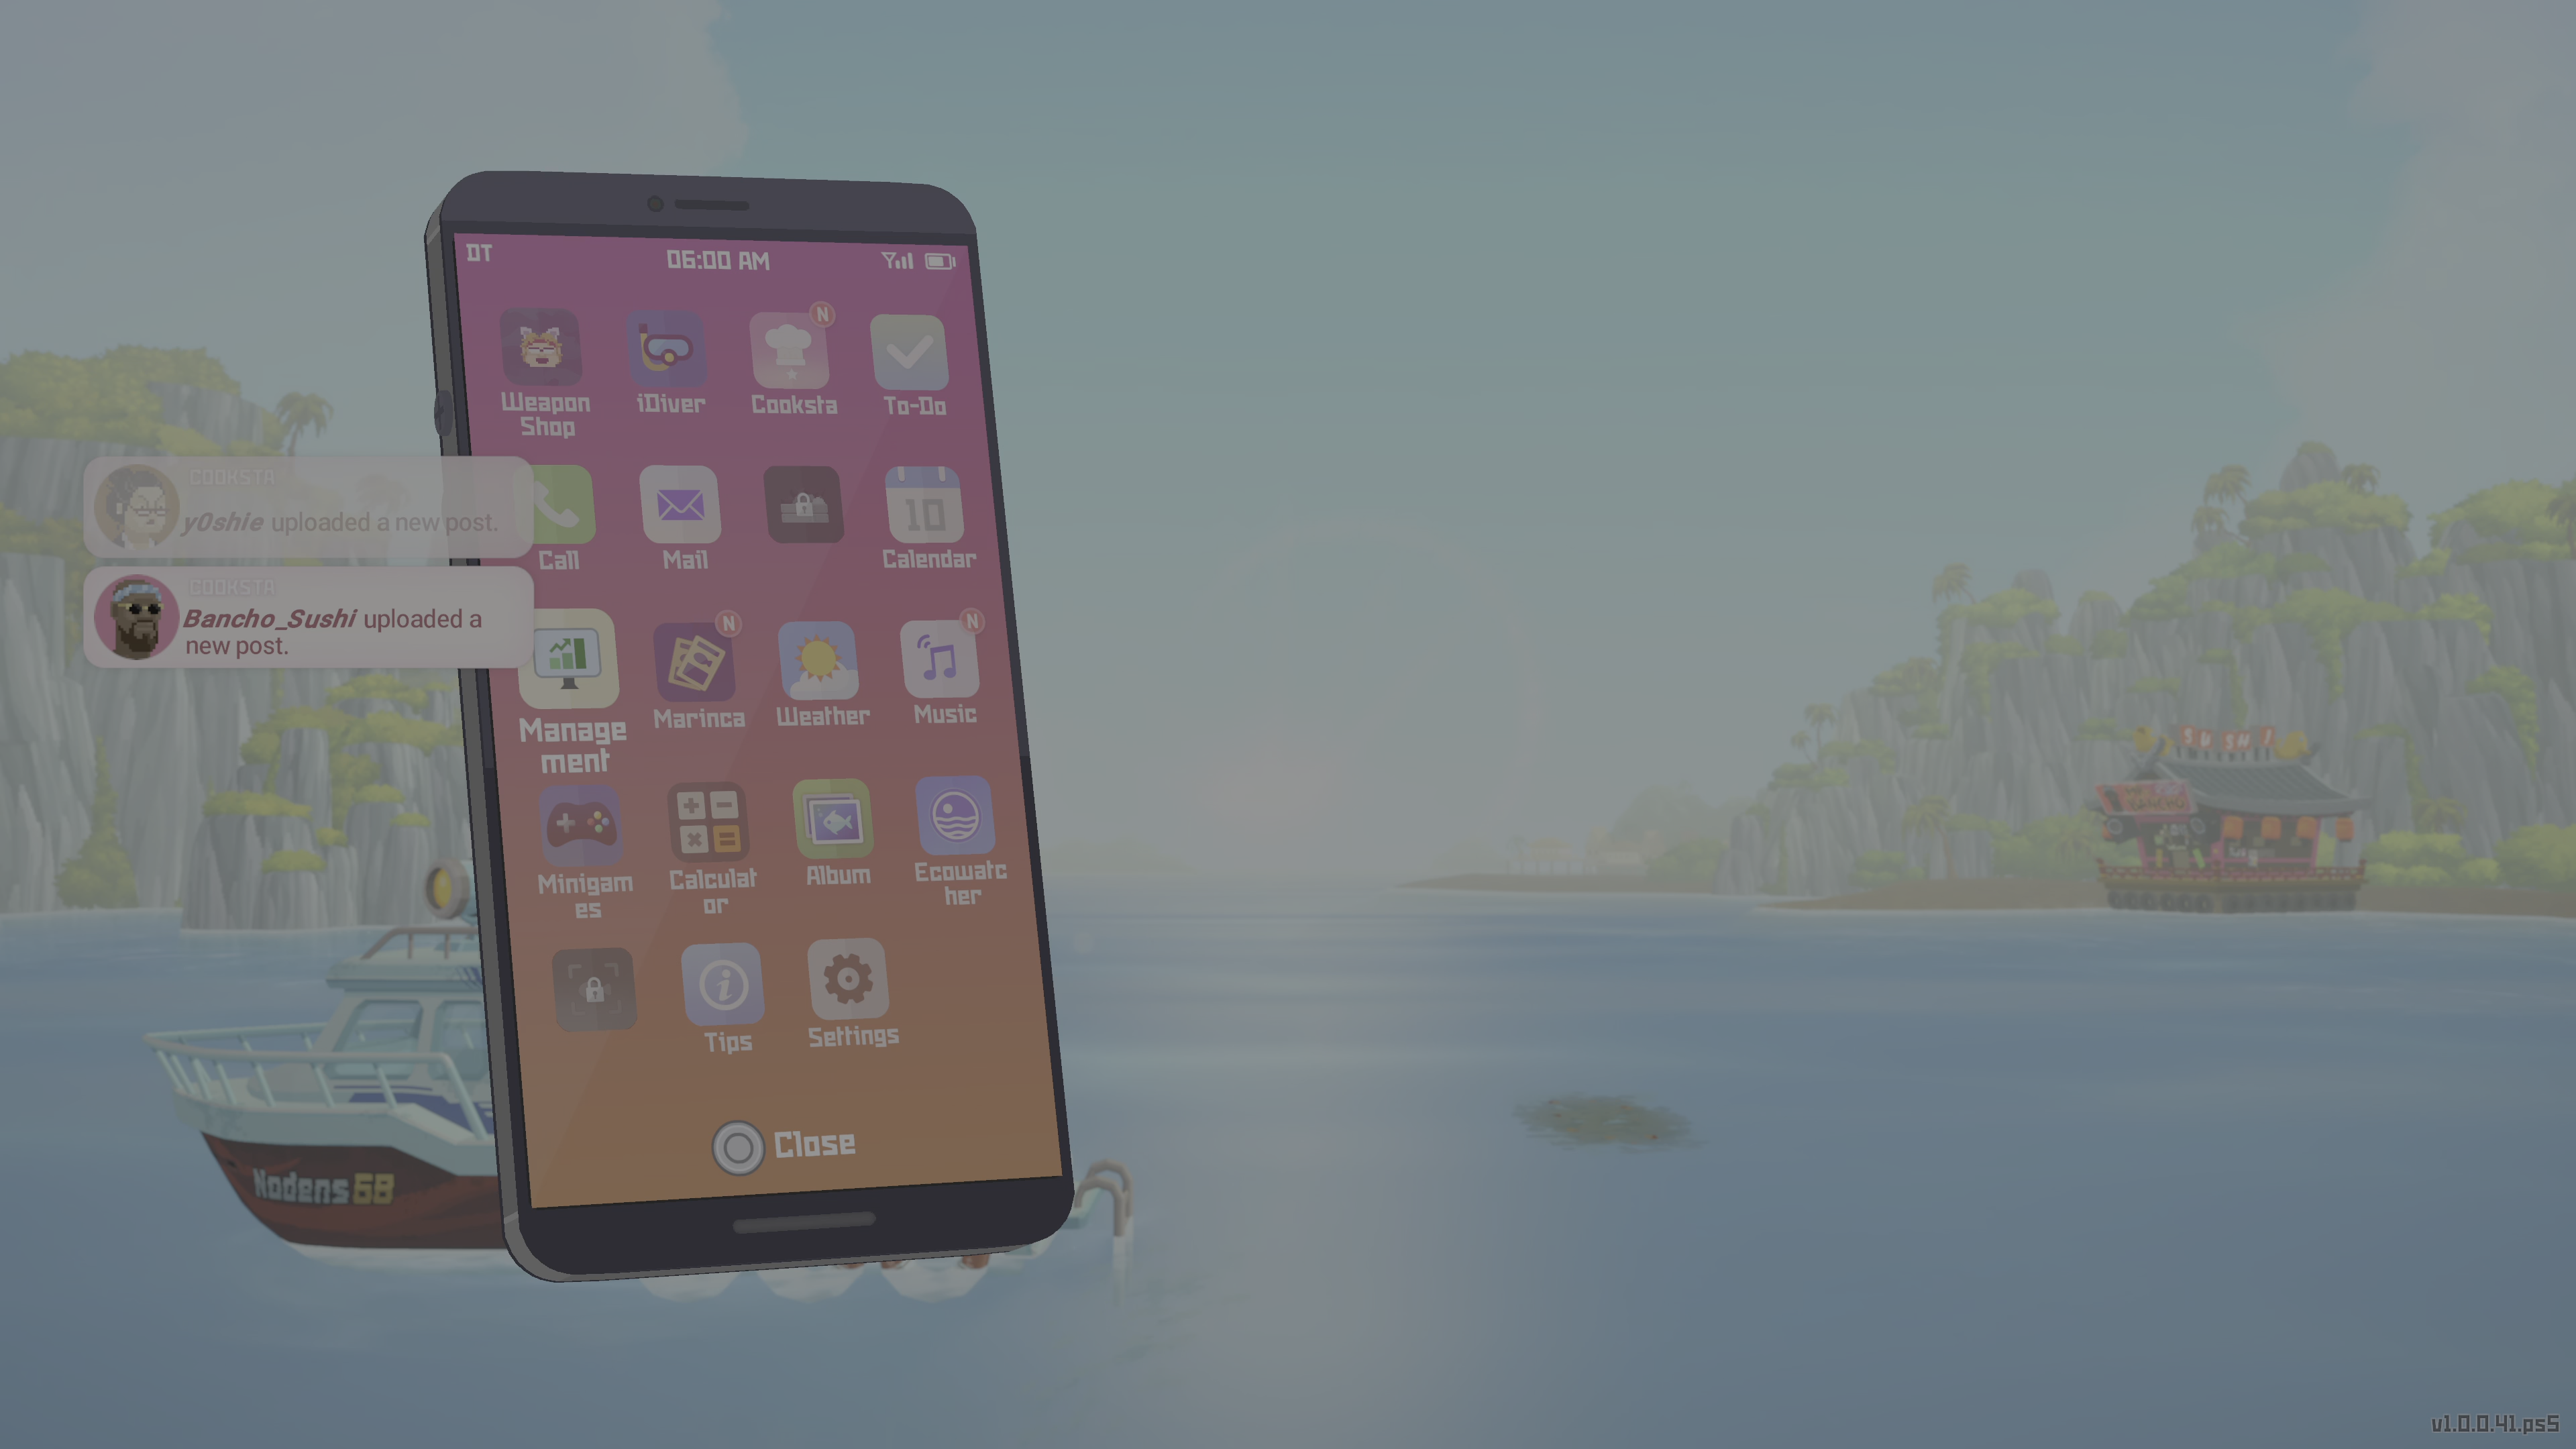 DT
06:00 AM
N
Weapon
Shop
iDiver
Cooksta
To-Do
COOKSTA
y0shie uploaded a new post.
10
Call
Mail
Calendar
COOKSTA
Bancho_Sushi uploaded a
new post.
N
N
Manage
ment
Marinca
Weather
Music
SUSHI
BANCHO
Minigam
es
Calculat
or
Album
Ecowatc
her
Tips
Settings
Close
Nodens68
v1.0.0.41.ps5